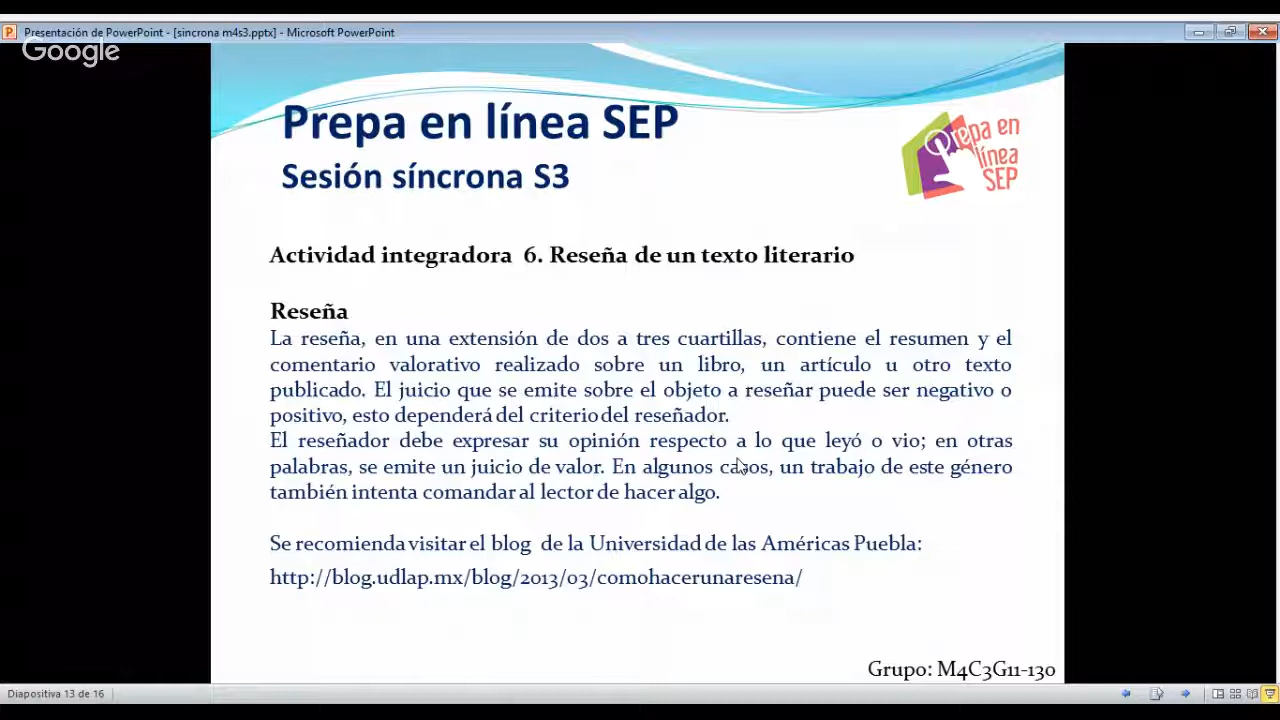 Presentación de PowerPoint - [sincrona m4s3.pptx] - Microsoft PowerPoint
Google
Prepa en línea SEP
Sesión síncrona S3
Prepa en
línea
SEP
Actividad integradora 6. Reseña de un texto literario
Reseña
La reseña, en una extensión de dos a tres cuartillas, contiene el resumen y el
comentario valorativo realizado sobre un libro, un artículo u otro texto
publicado. El juicio que se emite sobre el objeto a reseñar puede ser negativo o
positivo, esto dependerá del criterio del reseñador.
El reseñador debe expresar su opinión respecto a lo que leyó o vio; en otras
palabras, se emite un juicio de valor. En algunos casos, un trabajo de este género
también intenta comandar al lector de hacer algo.
Se recomienda visitar el blog de la Universidad de las Américas Puebla:
http://blog.udlap.mx/blog/2013/03/comohacerunaresena/
Grupo: M4C3G11-130
Diapositiva 13 de 16